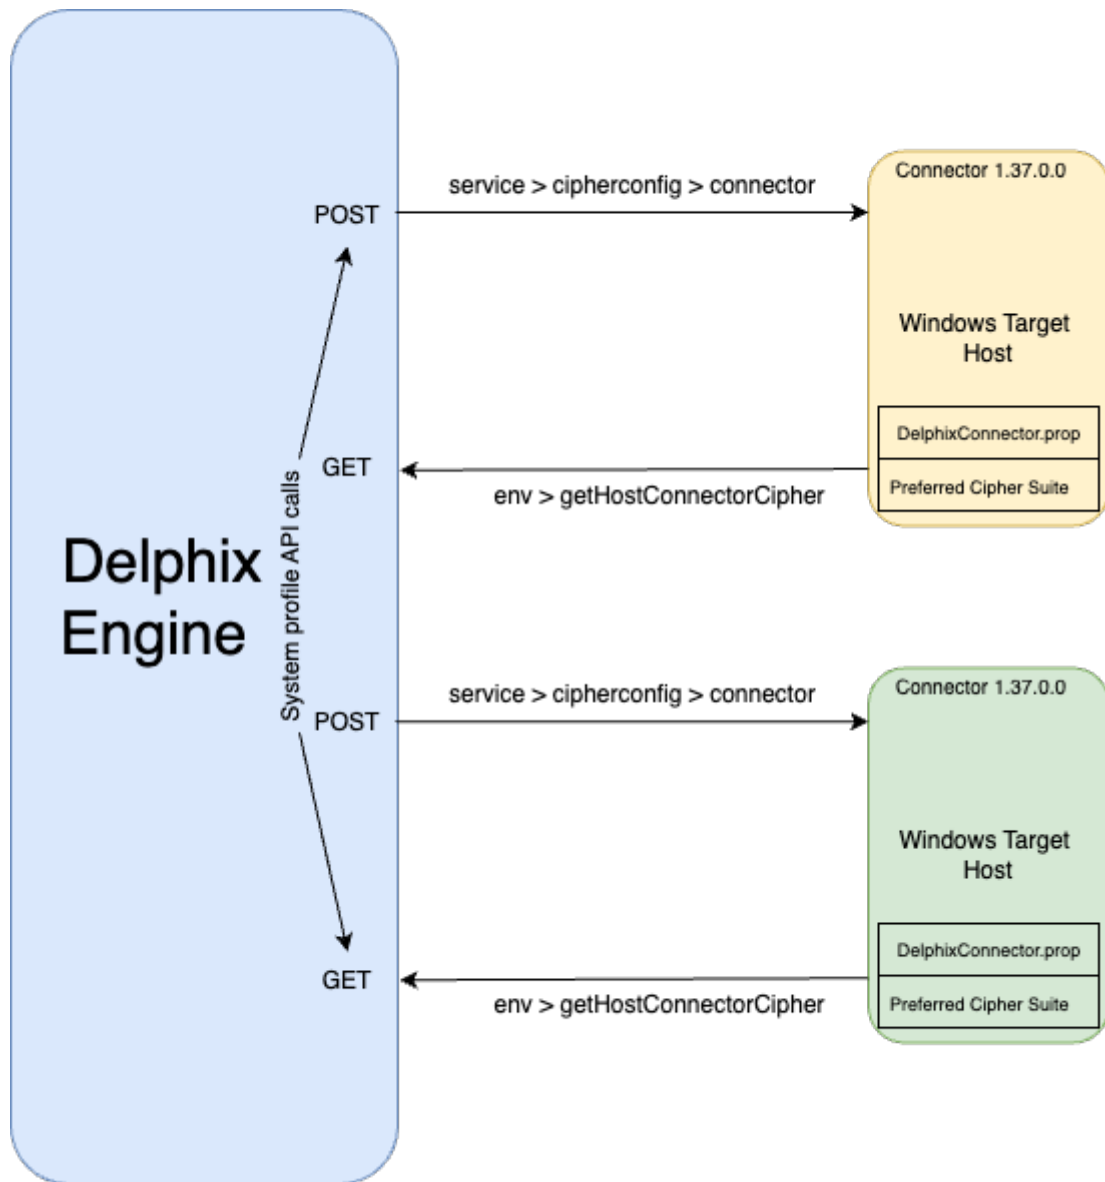 Delphix
Engine
System profile API calls
POST
service > cipherconfig > connector
GET
env > getHostConnectorCipher
Connector 1.37.0.0
Windows Target
Host
DelphixConnector.prop
Preferred Cipher Suite
POST
service > cipherconfig > connector
GET
env > getHostConnectorCipher
Connector 1.37.0.0
Windows Target
Host
DelphixConnector.prop
Preferred Cipher Suite